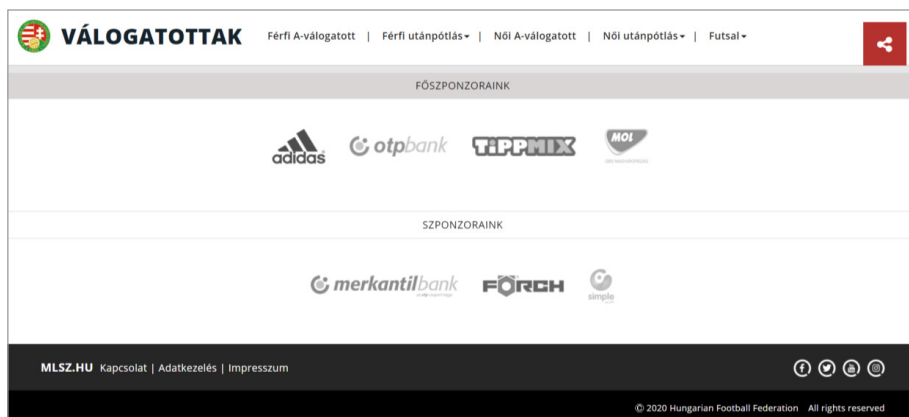 VÁLOGATOTTAK Férfi A-válogatott | Férfi utánpótlás | Női A-válogatott | Női utánpótlás | Futsal
FŐSZPONZORAINK
adidas otpbank TiPPMIX MOL
SZPONZORAINK
merkantilbank FÖRCH simple
MLSZ.HU Kapcsolat | Adatkezelés | Impresszum
© 2020 Hungarian Football Federation All rights reserved